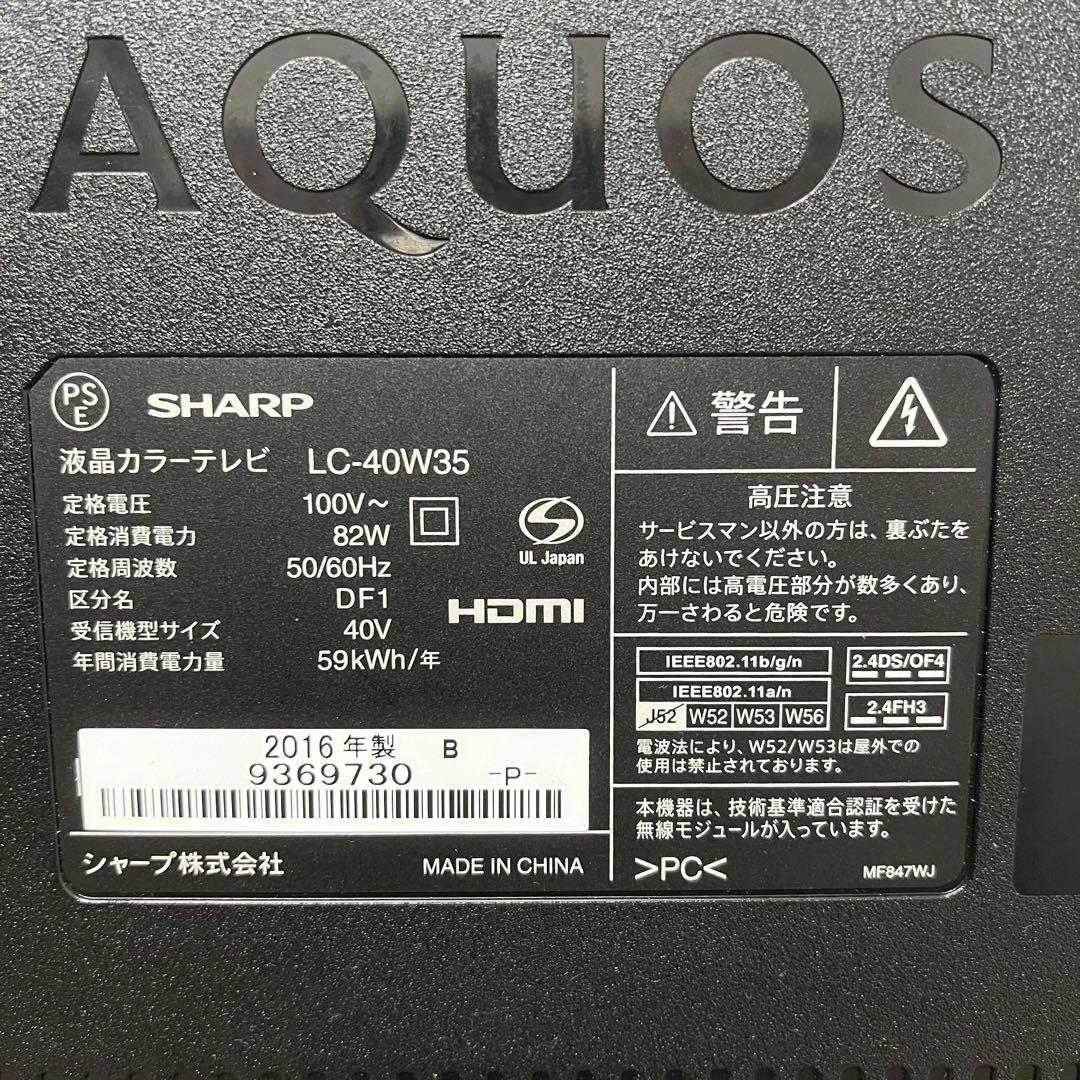 AQUOS
PS
E
SHARP
液晶カラーテレビ LC-40W35
定格電圧 100V～
定格消費電力 82W
定格周波数 50/60Hz
区分名 DF1
受信機型サイズ 40V
年間消費電力量 59kWh/年
UL Japan
HDMI
2016年製 B
9369730 -P-
シャープ株式会社 MADE IN CHINA
警告
高圧注意
サービスマン以外の方は、裏ぶたを
あけないでください。
内部には高電圧部分が数多くあり、
万一さわると危険です。
IEEE802.11b/g/n
IEEE802.11a/n
J52 W52 W53 W56
2.4DS/OF4
2.4FH3
電波法により、W52/W53は屋外での
使用は禁止されております。
本機器は、技術基準適合認証を受けた
無線モジュールが入っています。
>PC< MF847WJ